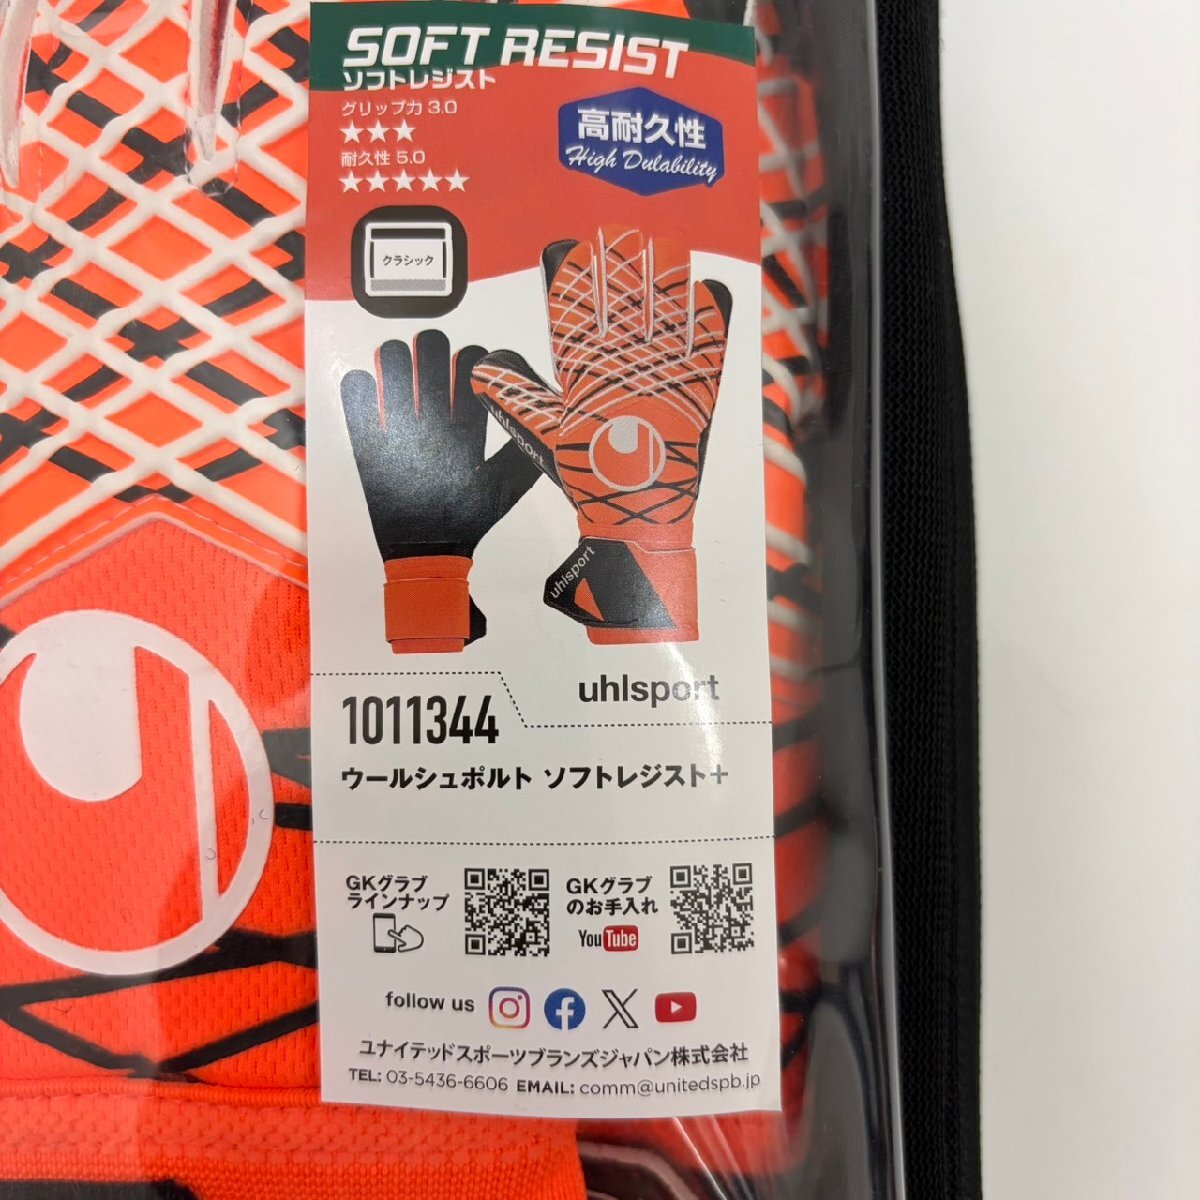 SOFT RESIST
ソフトレジスト
グリップ力 3.0
★★★
耐久性 5.0
★★★★★
高耐久性
High Dulability
クラシック
uhlsport
uhlsport
uhlsport
1011344
ウールシュポルト ソフトレジスト+
GKグラブ
ラインナップ
GKグラブ
のお手入れ
YouTube
follow us
ユナイテッドスポーツブランズジャパン株式会社
TEL: 03-5436-6606 EMAIL: comm@unitedspb.jp